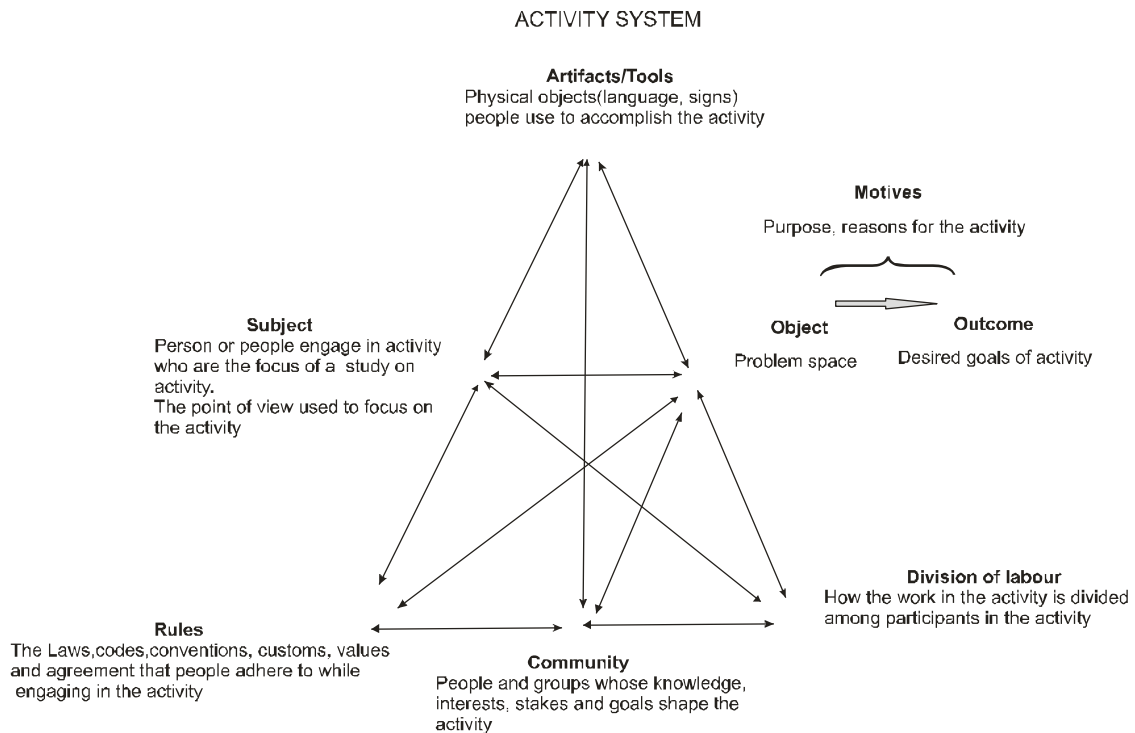 ACTIVITY SYSTEM
Artifacts/Tools
Physical objects(language, signs)
people use to accomplish the activity
Motives
Purpose, reasons for the activity
Object
Problem space
Outcome
Desired goals of activity
Subject
Person or people engage in activity
who are the focus of a study on
activity.
The point of view used to focus on
the activity
Division of labour
How the work in the activity is divided
among participants in the activity
Rules
The Laws,codes,conventions, customs, values
and agreement that people adhere to while
engaging in the activity
Community
People and groups whose knowledge,
interests, stakes and goals shape the
activity